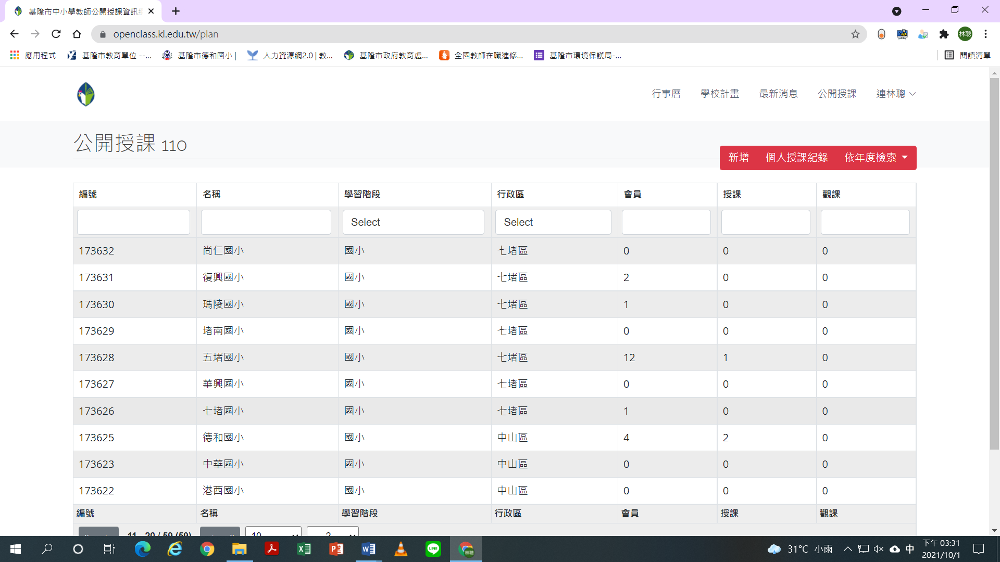 基隆市中小學教師公開授課資訊
openclass.kl.edu.tw/plan
林聰
應用程式 基隆市教育單位 --... 基隆市德和國小 | 人力資源網2.0 | 教... 基隆市政府教育處... 全國教師在職進修... 基隆市環境保護局-... 閱讀清單
行事曆 學校計畫 最新消息 公開授課 連林聰
公開授課 110
新增 個人授課紀錄 依年度檢索
編號 名稱 學習階段 行政區 會員 授課 觀課
Select Select
173632 尚仁國小 國小 七堵區 0 0 0
173631 復興國小 國小 七堵區 2 0 0
173630 瑪陵國小 國小 七堵區 1 0 0
173629 堵南國小 國小 七堵區 0 0 0
173628 五堵國小 國小 七堵區 12 1 0
173627 華興國小 國小 七堵區 0 0 0
173626 七堵國小 國小 七堵區 1 0 0
173625 德和國小 國小 中山區 4 2 0
173623 中華國小 國小 中山區 0 0 0
173622 港西國小 國小 中山區 0 0 0
編號 名稱 學習階段 行政區 會員 授課 觀課
11 - 20 / 59 (59) 10 2
31°C 小雨 中 下午 03:31
2021/10/1